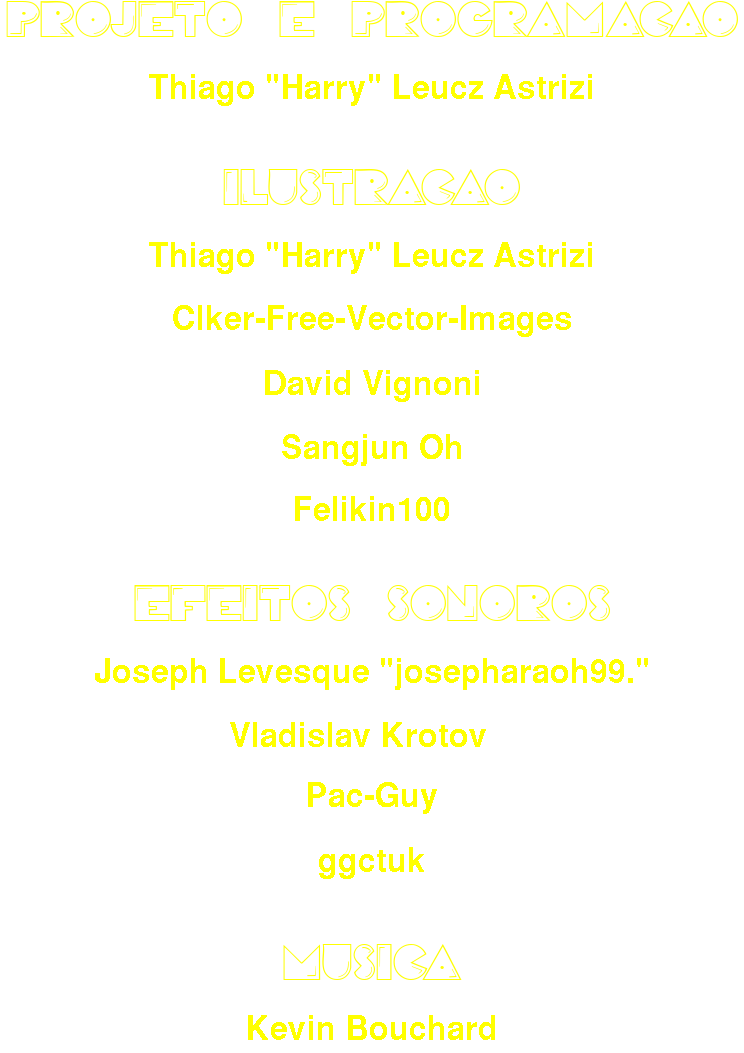 PROJETO E PROGRAMACAO
Thiago "Harry" Leucz Astrizi
ILUSTRACAO
Thiago "Harry" Leucz Astrizi
Clker-Free-Vector-Images
David Vignoni
Sangjun Oh
Felikin100
EFEITOS SONOROS
Joseph Levesque "josepharaoh99."
Vladislav Krotov
Pac-Guy
ggctuk
MUSICA
Kevin Bouchard